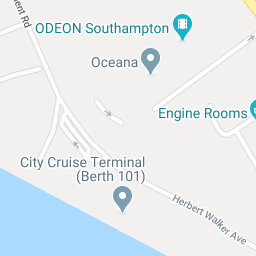 ODEON Southampton
Oceana
Engine Rooms
City Cruise Terminal
(Berth 101)
Herbert Walker Ave